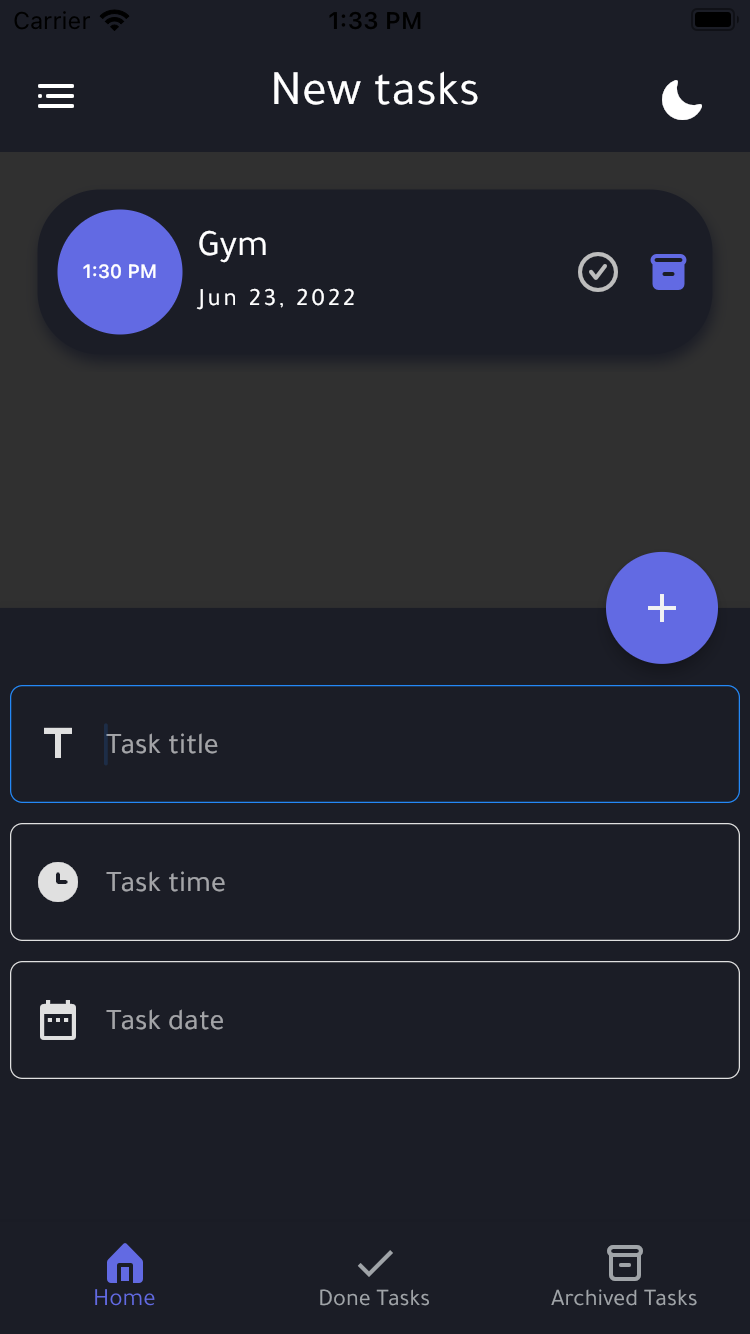 Carrier 1:33 PM
New tasks
1:30 PM
Gym
Jun 23, 2022
Task title
Task time
Task date
Home
Done Tasks
Archived Tasks